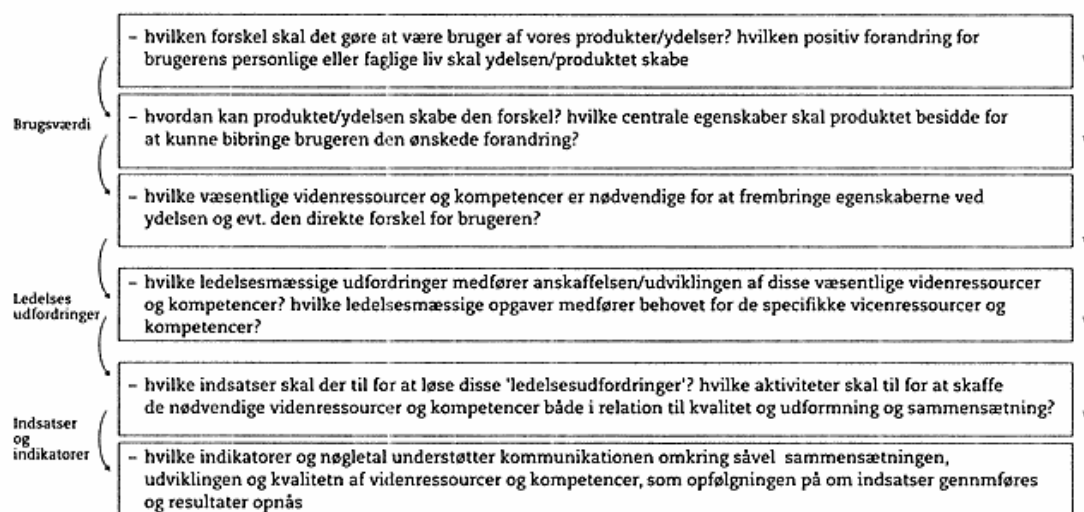 – hvilken forskel skal det gøre at være bruger af vores produkter/ydelser? hvilken positiv forandring for
brugerens personlige eller faglige liv skal ydelsen/produktet skabe
Brugsværdi
– hvordan kan produktet/ydelsen skabe den forskel? hvilke centrale egenskaber skal produktet besidde for
at kunne bibringe brugeren den ønskede forandring?
– hvilke væsentlige videnressourcer og kompetencer er nødvendige for at frembringe egenskaberne ved
ydelsen og evt. den direkte forskel for brugeren?
Ledelses
udfordringer
– hvilke ledelsesmæssige udfordringer medfører anskaffelsen/udviklingen af disse væsentlige videnressourcer
og kompetencer? hvilke ledelsesmæssige opgaver medfører behovet for de specifikke vicenressourcer og
kompetencer?
– hvilke indsatser skal der til for at løse disse 'ledelsesudfordringer'? hvilke aktiviteter skal til for at skaffe
de nødvendige videnressourcer og kompetencer både i relation til kvalitet og udformning og sammensætning?
Indsatser
og
indikatorer
– hvilke indikatorer og nøgletal understøtter kommunikationen omkring såvel sammensætningen,
udviklingen og kvalitetn af videnressourcer og kompetencer, som opfølgningen på om indsatser gennmføres
og resultater opnås